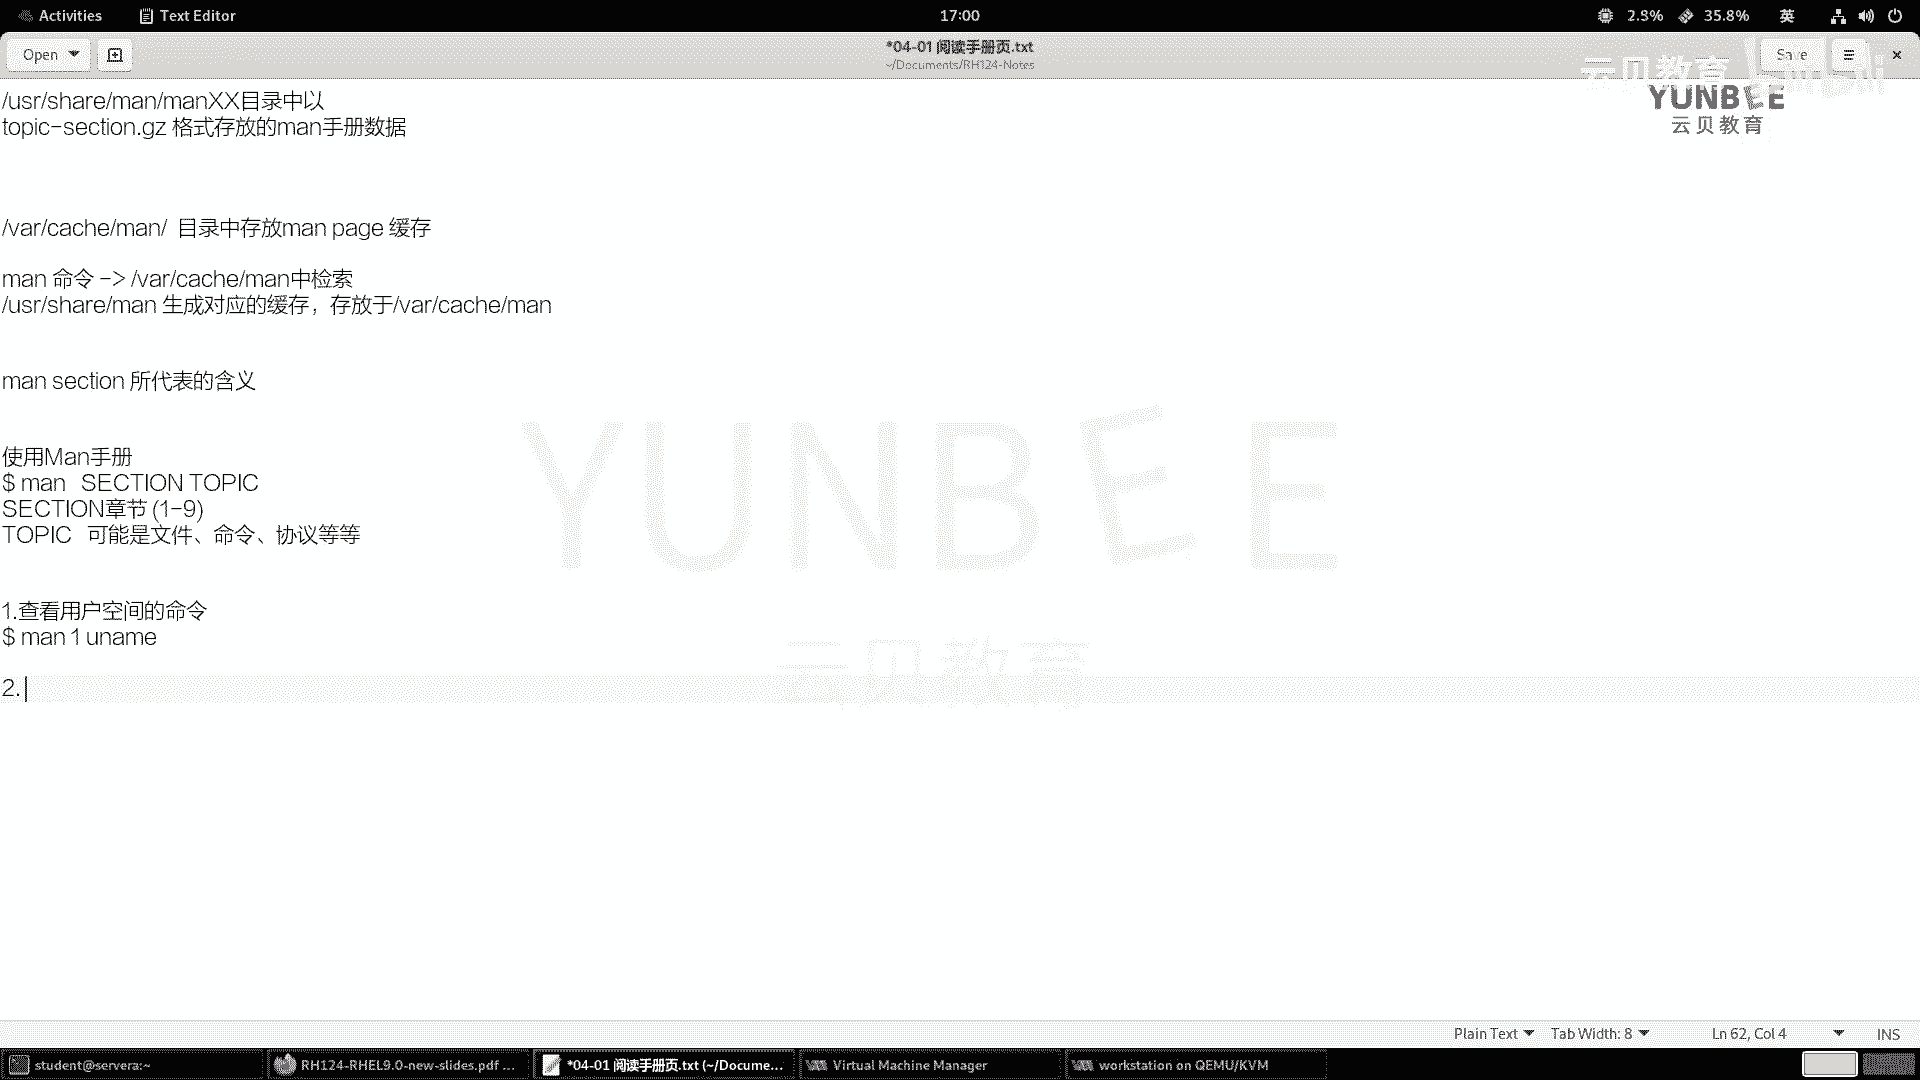 Activities Text Editor 17:00 2.3% 35.8% 英
Open *04-01 阅读手册页.txt Save
~/Documents/RH124-Notes
云贝教育
YUNBEE
云贝教育
/usr/share/man/manXX目录中以
topic-section.gz 格式存放的man手册数据
/var/cache/man/ 目录中存放man page 缓存
man 命令 -> /var/cache/man中检索
/usr/share/man 生成对应的缓存，存放于/var/cache/man
man section 所代表的含义
使用Man手册
$ man SECTION TOPIC
SECTION章节 (1-9)
TOPIC 可能是文件、命令、协议等等
1.查看用户空间的命令
$ man 1 uname
2.
YUNBEE
云贝教育
Plain Text Tab Width: 8 Ln 62, Col 4 INS
student@servera:~ RH124-RHEL9.0-new-slides.pdf ... *04-01 阅读手册页.txt (~/Docume... Virtual Machine Manager workstation on QEMU/KVM